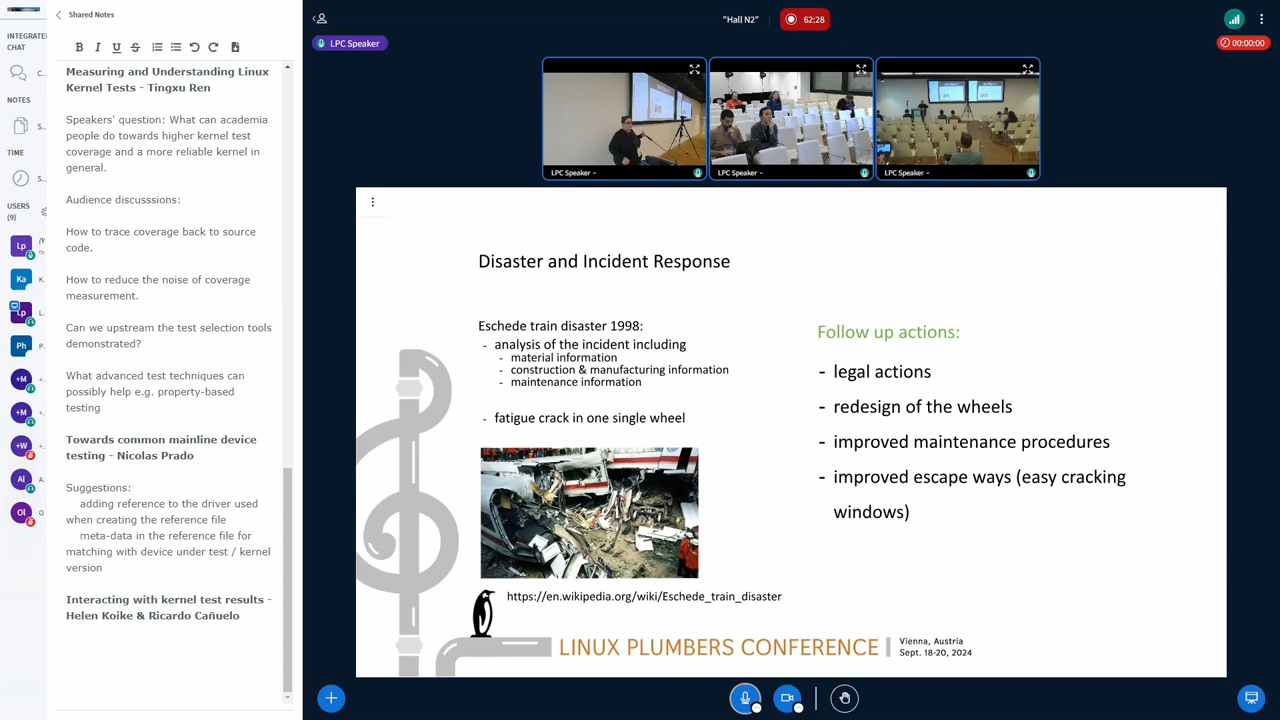 Shared Notes
INTEGRATE
CHAT
C..
NOTES
S..
TIME
S..
USERS
(9)
Lp
Ka
K.
Lp
L.
Ph
P.
+M
+M
+W
Al
Ol
O
B I U S
Measuring and Understanding Linux
Kernel Tests - Tingxu Ren
Speakers' question: What can academia
people do towards higher kernel test
coverage and a more reliable kernel in
general.
Audience discusssions:
How to trace coverage back to source
code.
How to reduce the noise of coverage
measurement.
Can we upstream the test selection tools
demonstrated?
What advanced test techniques can
possibly help e.g. property-based
testing
Towards common mainline device
testing - Nicolas Prado
Suggestions:
adding reference to the driver used
when creating the reference file
meta-data in the reference file for
matching with device under test / kernel
version
Interacting with kernel test results -
Helen Koike & Ricardo Cañuelo
"Hall N2"
62:28
LPC Speaker
00:00:00
LPC Speaker
LPC Speaker
LPC Speaker
Disaster and Incident Response
Eschede train disaster 1998:
- analysis of the incident including
- material information
- construction & manufacturing information
- maintenance information
- fatigue crack in one single wheel
https://en.wikipedia.org/wiki/Eschede_train_disaster
Follow up actions:
- legal actions
- redesign of the wheels
- improved maintenance procedures
- improved escape ways (easy cracking
windows)
LINUX PLUMBERS CONFERENCE
Vienna, Austria
Sept. 18-20, 2024